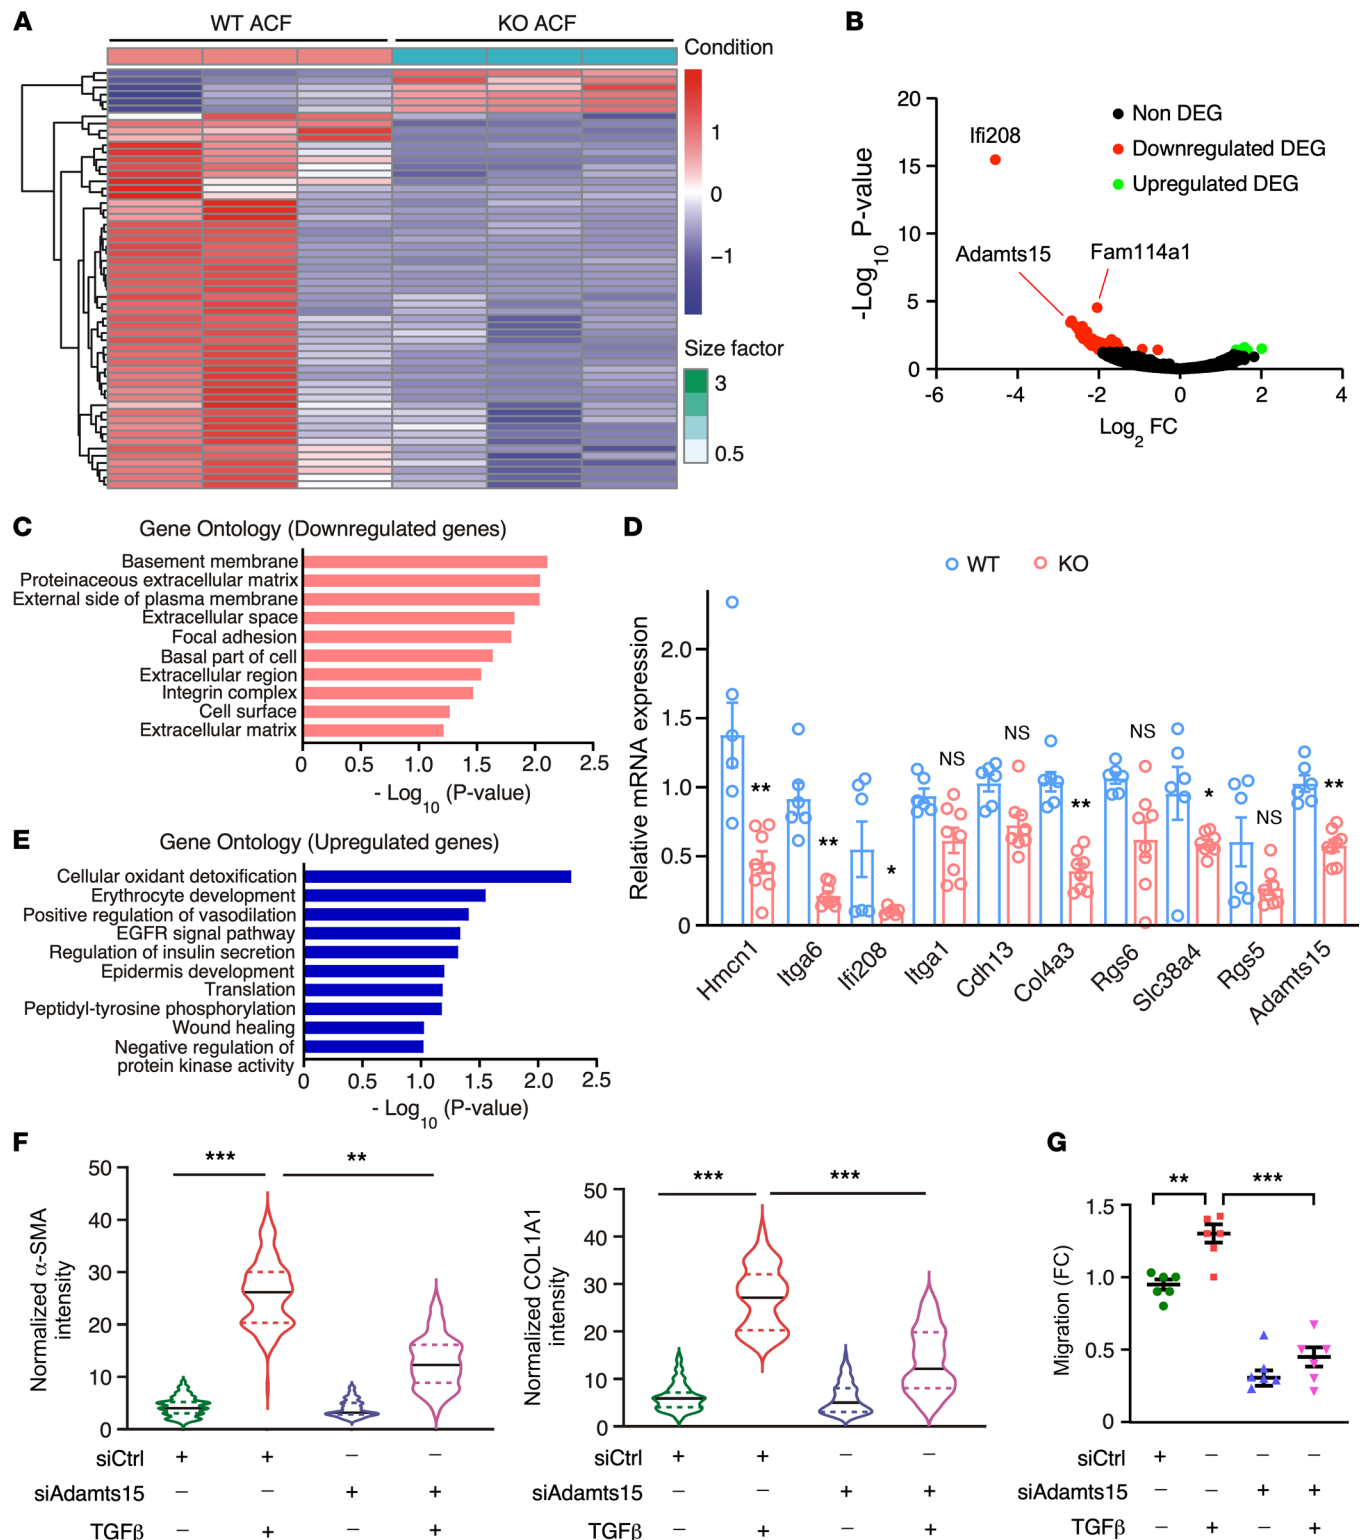 A
WT ACF
KO ACF
Condition
1
0
−1
Size factor
3
0.5
B
-Log10 P-value
20
15
10
5
0
-6
-4
-2
0
2
4
Log2 FC
Ifi208
Adamts15
Fam114a1
Non DEG
Downregulated DEG
Upregulated DEG
C
Gene Ontology (Downregulated genes)
Basement membrane
Proteinaceous extracellular matrix
External side of plasma membrane
Extracellular space
Focal adhesion
Basal part of cell
Extracellular region
Integrin complex
Cell surface
Extracellular matrix
0
0.5
1.0
1.5
2.0
2.5
- Log10 (P-value)
D
WT
KO
Relative mRNA expression
2.0
1.5
1.0
0.5
0
**
**
*
NS
NS
**
NS
*
NS
**
Hmcn1
Itga6
Ifi208
Itga1
Cdh13
Col4a3
Rgs6
Slc38a4
Rgs5
Adamts15
E
Gene Ontology (Upregulated genes)
Cellular oxidant detoxification
Erythrocyte development
Positive regulation of vasodilation
EGFR signal pathway
Regulation of insulin secretion
Epidermis development
Translation
Peptidyl-tyrosine phosphorylation
Wound healing
Negative regulation of
protein kinase activity
0
0.5
1.0
1.5
2.0
2.5
- Log10 (P-value)
F
Normalized α-SMA
intensity
50
40
30
20
10
0
***
**
siCtrl + + − −
siAdamts15 − − + +
TGFβ − + − +
Normalized COL1A1
intensity
50
40
30
20
10
0
***
***
siCtrl + + − −
siAdamts15 − − + +
TGFβ − + − +
G
Migration (FC)
1.5
1.0
0.5
0
**
***
siCtrl + − − −
siAdamts15 − − + +
TGFβ − + − +